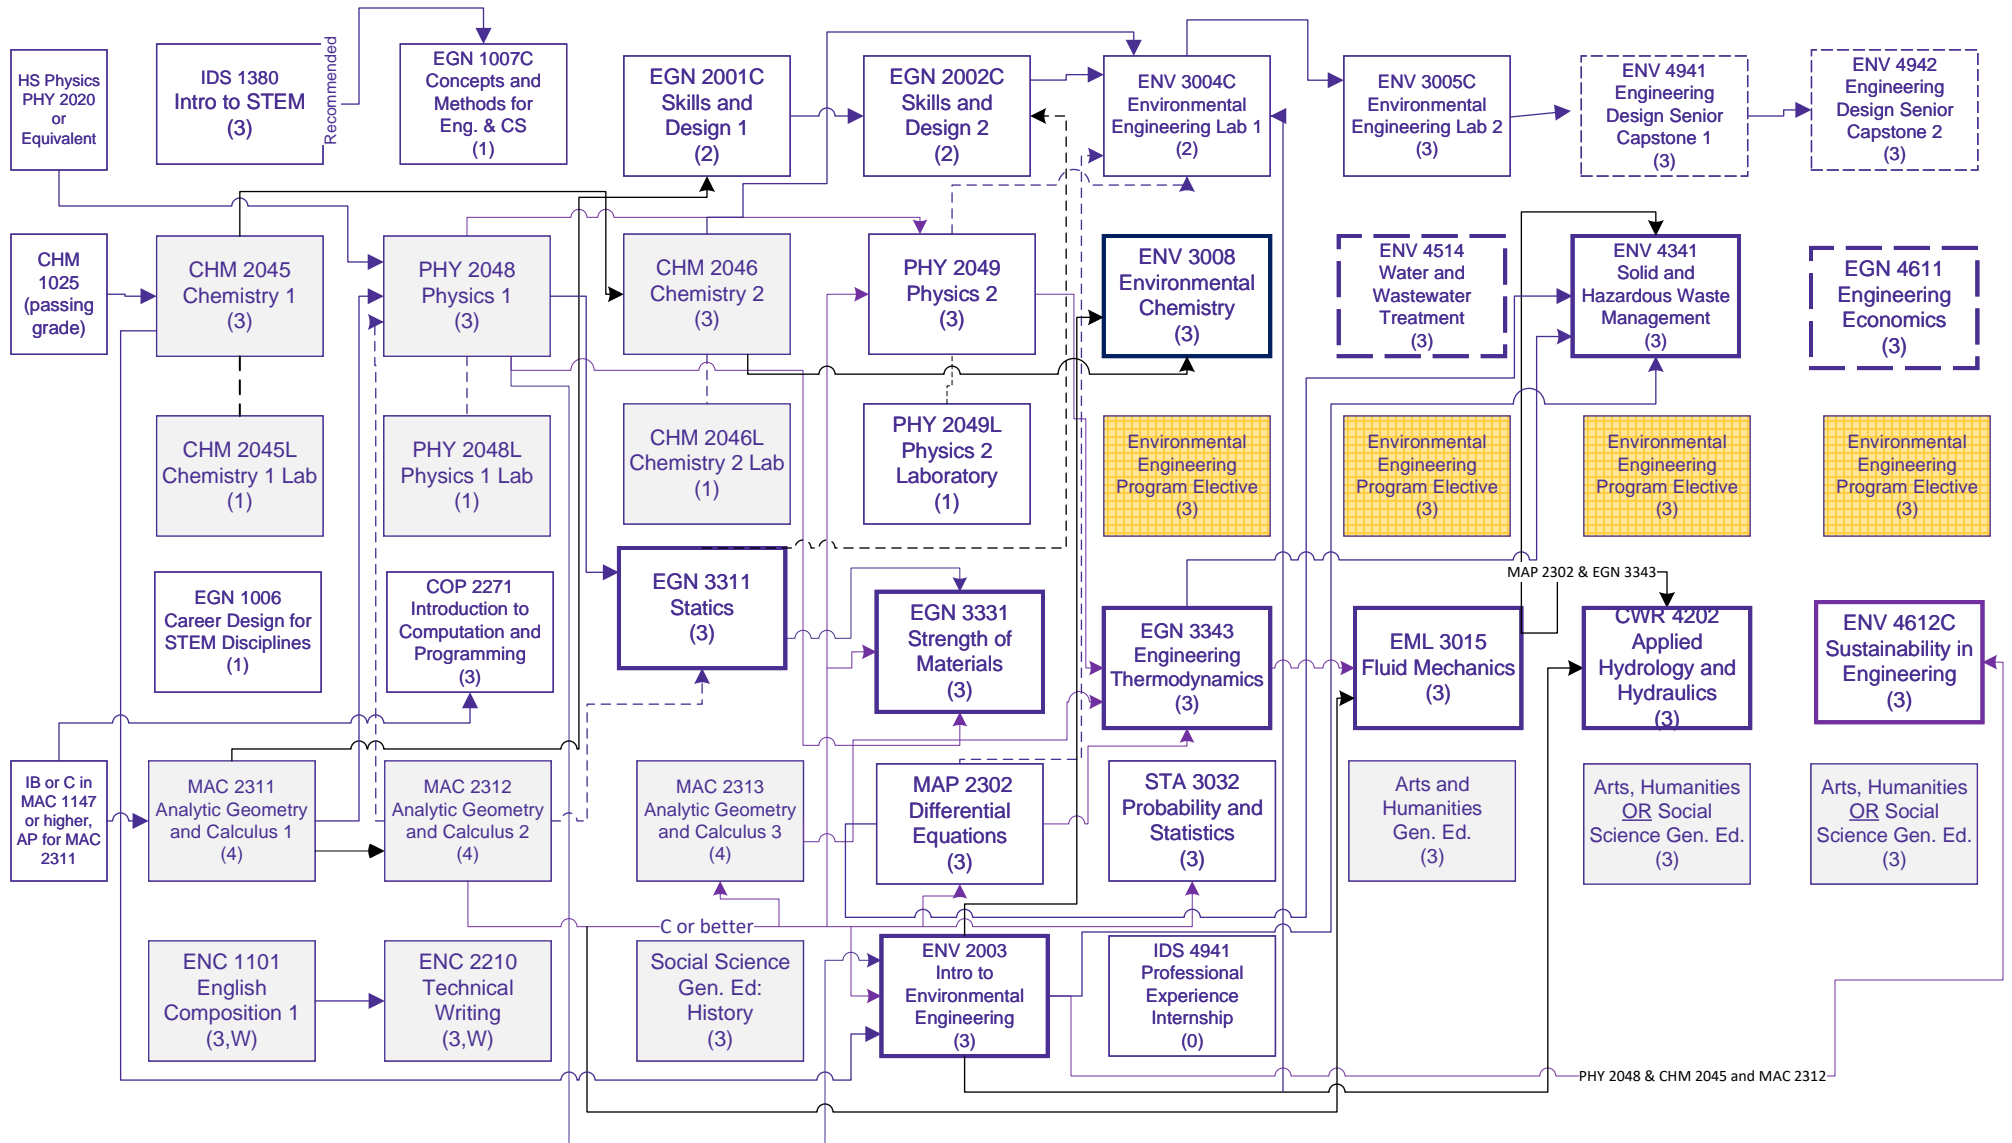 HS Physics
PHY 2020
or
Equivalent
IDS 1380
Intro to STEM
(3)
Recommended
EGN 1007C
Concepts and
Methods for
Eng. & CS
(1)
EGN 2001C
Skills and
Design 1
(2)
EGN 2002C
Skills and
Design 2
(2)
ENV 3004C
Environmental
Engineering Lab 1
(2)
ENV 3005C
Environmental
Engineering Lab 2
(3)
ENV 4941
Engineering
Design Senior
Capstone 1
(3)
ENV 4942
Engineering
Design Senior
Capstone 2
(3)
CHM
1025
(passing
grade)
CHM 2045
Chemistry 1
(3)
PHY 2048
Physics 1
(3)
CHM 2046
Chemistry 2
(3)
PHY 2049
Physics 2
(3)
ENV 3008
Environmental
Chemistry
(3)
ENV 4514
Water and
Wastewater
Treatment
(3)
ENV 4341
Solid and
Hazardous Waste
Management
(3)
EGN 4611
Engineering
Economics
(3)
CHM 2045L
Chemistry 1 Lab
(1)
PHY 2048L
Physics 1 Lab
(1)
CHM 2046L
Chemistry 2 Lab
(1)
PHY 2049L
Physics 2
Laboratory
(1)
Environmental
Engineering
Program Elective
(3)
Environmental
Engineering
Program Elective
(3)
Environmental
Engineering
Program Elective
(3)
Environmental
Engineering
Program Elective
(3)
EGN 1006
Career Design for
STEM Disciplines
(1)
COP 2271
Introduction to
Computation and
Programming
(3)
EGN 3311
Statics
(3)
EGN 3331
Strength of
Materials
(3)
EGN 3343
Engineering
Thermodynamics
(3)
EML 3015
Fluid Mechanics
(3)
MAP 2302 & EGN 3343
CWR 4202
Applied
Hydrology and
Hydraulics
(3)
ENV 4612C
Sustainability in
Engineering
(3)
IB or C in
MAC 1147
or higher,
AP for MAC
2311
MAC 2311
Analytic Geometry
and Calculus 1
(4)
MAC 2312
Analytic Geometry
and Calculus 2
(4)
MAC 2313
Analytic Geometry
and Calculus 3
(4)
MAP 2302
Differential
Equations
(3)
STA 3032
Probability and
Statistics
(3)
Arts and
Humanities
Gen. Ed.
(3)
Arts, Humanities
OR Social
Science Gen. Ed.
(3)
Arts, Humanities
OR Social
Science Gen. Ed.
(3)
C or better
ENC 1101
English
Composition 1
(3,W)
ENC 2210
Technical
Writing
(3,W)
Social Science
Gen. Ed:
History
(3)
ENV 2003
Intro to
Environmental
Engineering
(3)
IDS 4941
Professional
Experience
Internship
(0)
PHY 2048 & CHM 2045 and MAC 2312